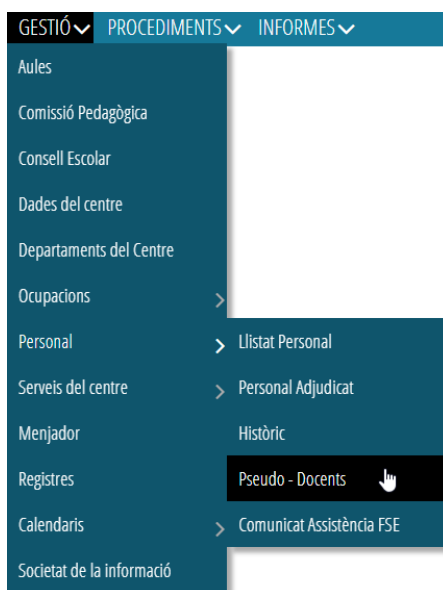 GESTIÓ PROCEDIMENTS INFORMES
Aules
Comissió Pedagògica
Consell Escolar
Dades del centre
Departaments del Centre
Ocupacions
Personal
Llistat Personal
Serveis del centre
Personal Adjudicat
Menjador
Històric
Registres
Pseudo - Docents
Calendaris
Comunicat Assistència FSE
Societat de la informació